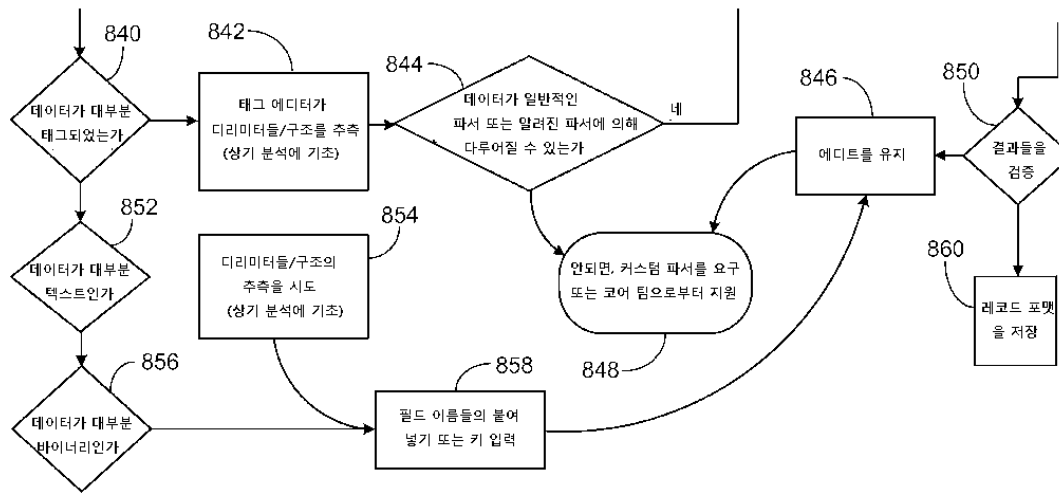 840
데이터가 대부분
태그되었는가
842
태그 에디터가
디리미터들/구조를 추측
(상기 분석에 기초)
844
데이터가 일반적인
파서 또는 알려진 파서에 의해
다루어질 수 있는가
네
846
에디트를 유지
850
결과들을
검증
852
데이터가 대부분
텍스트인가
854
디리미터들/구조의
추측을 시도
(상기 분석에 기초)
안되면, 커스텀 파서를 요구
또는 코어 팀으로부터 지원
848
860
레코드 포맷
을 저장
856
데이터가 대부분
바이너리인가
858
필드 이름들의 붙여
넣기 또는 키 입력